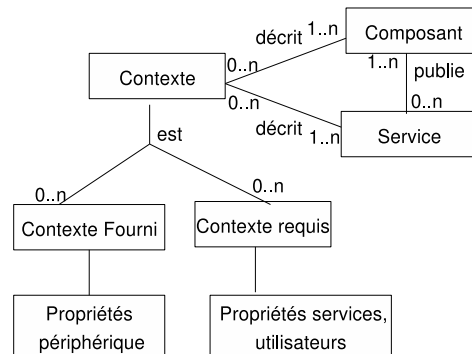 Composant
1..n
décrit
0..n
1..n
publie
Contexte
0..n
0..n
décrit
1..n
Service
est
0..n
0..n
Contexte Fourni
Contexte requis
Propriétés
périphérique
Propriétés services,
utilisateurs